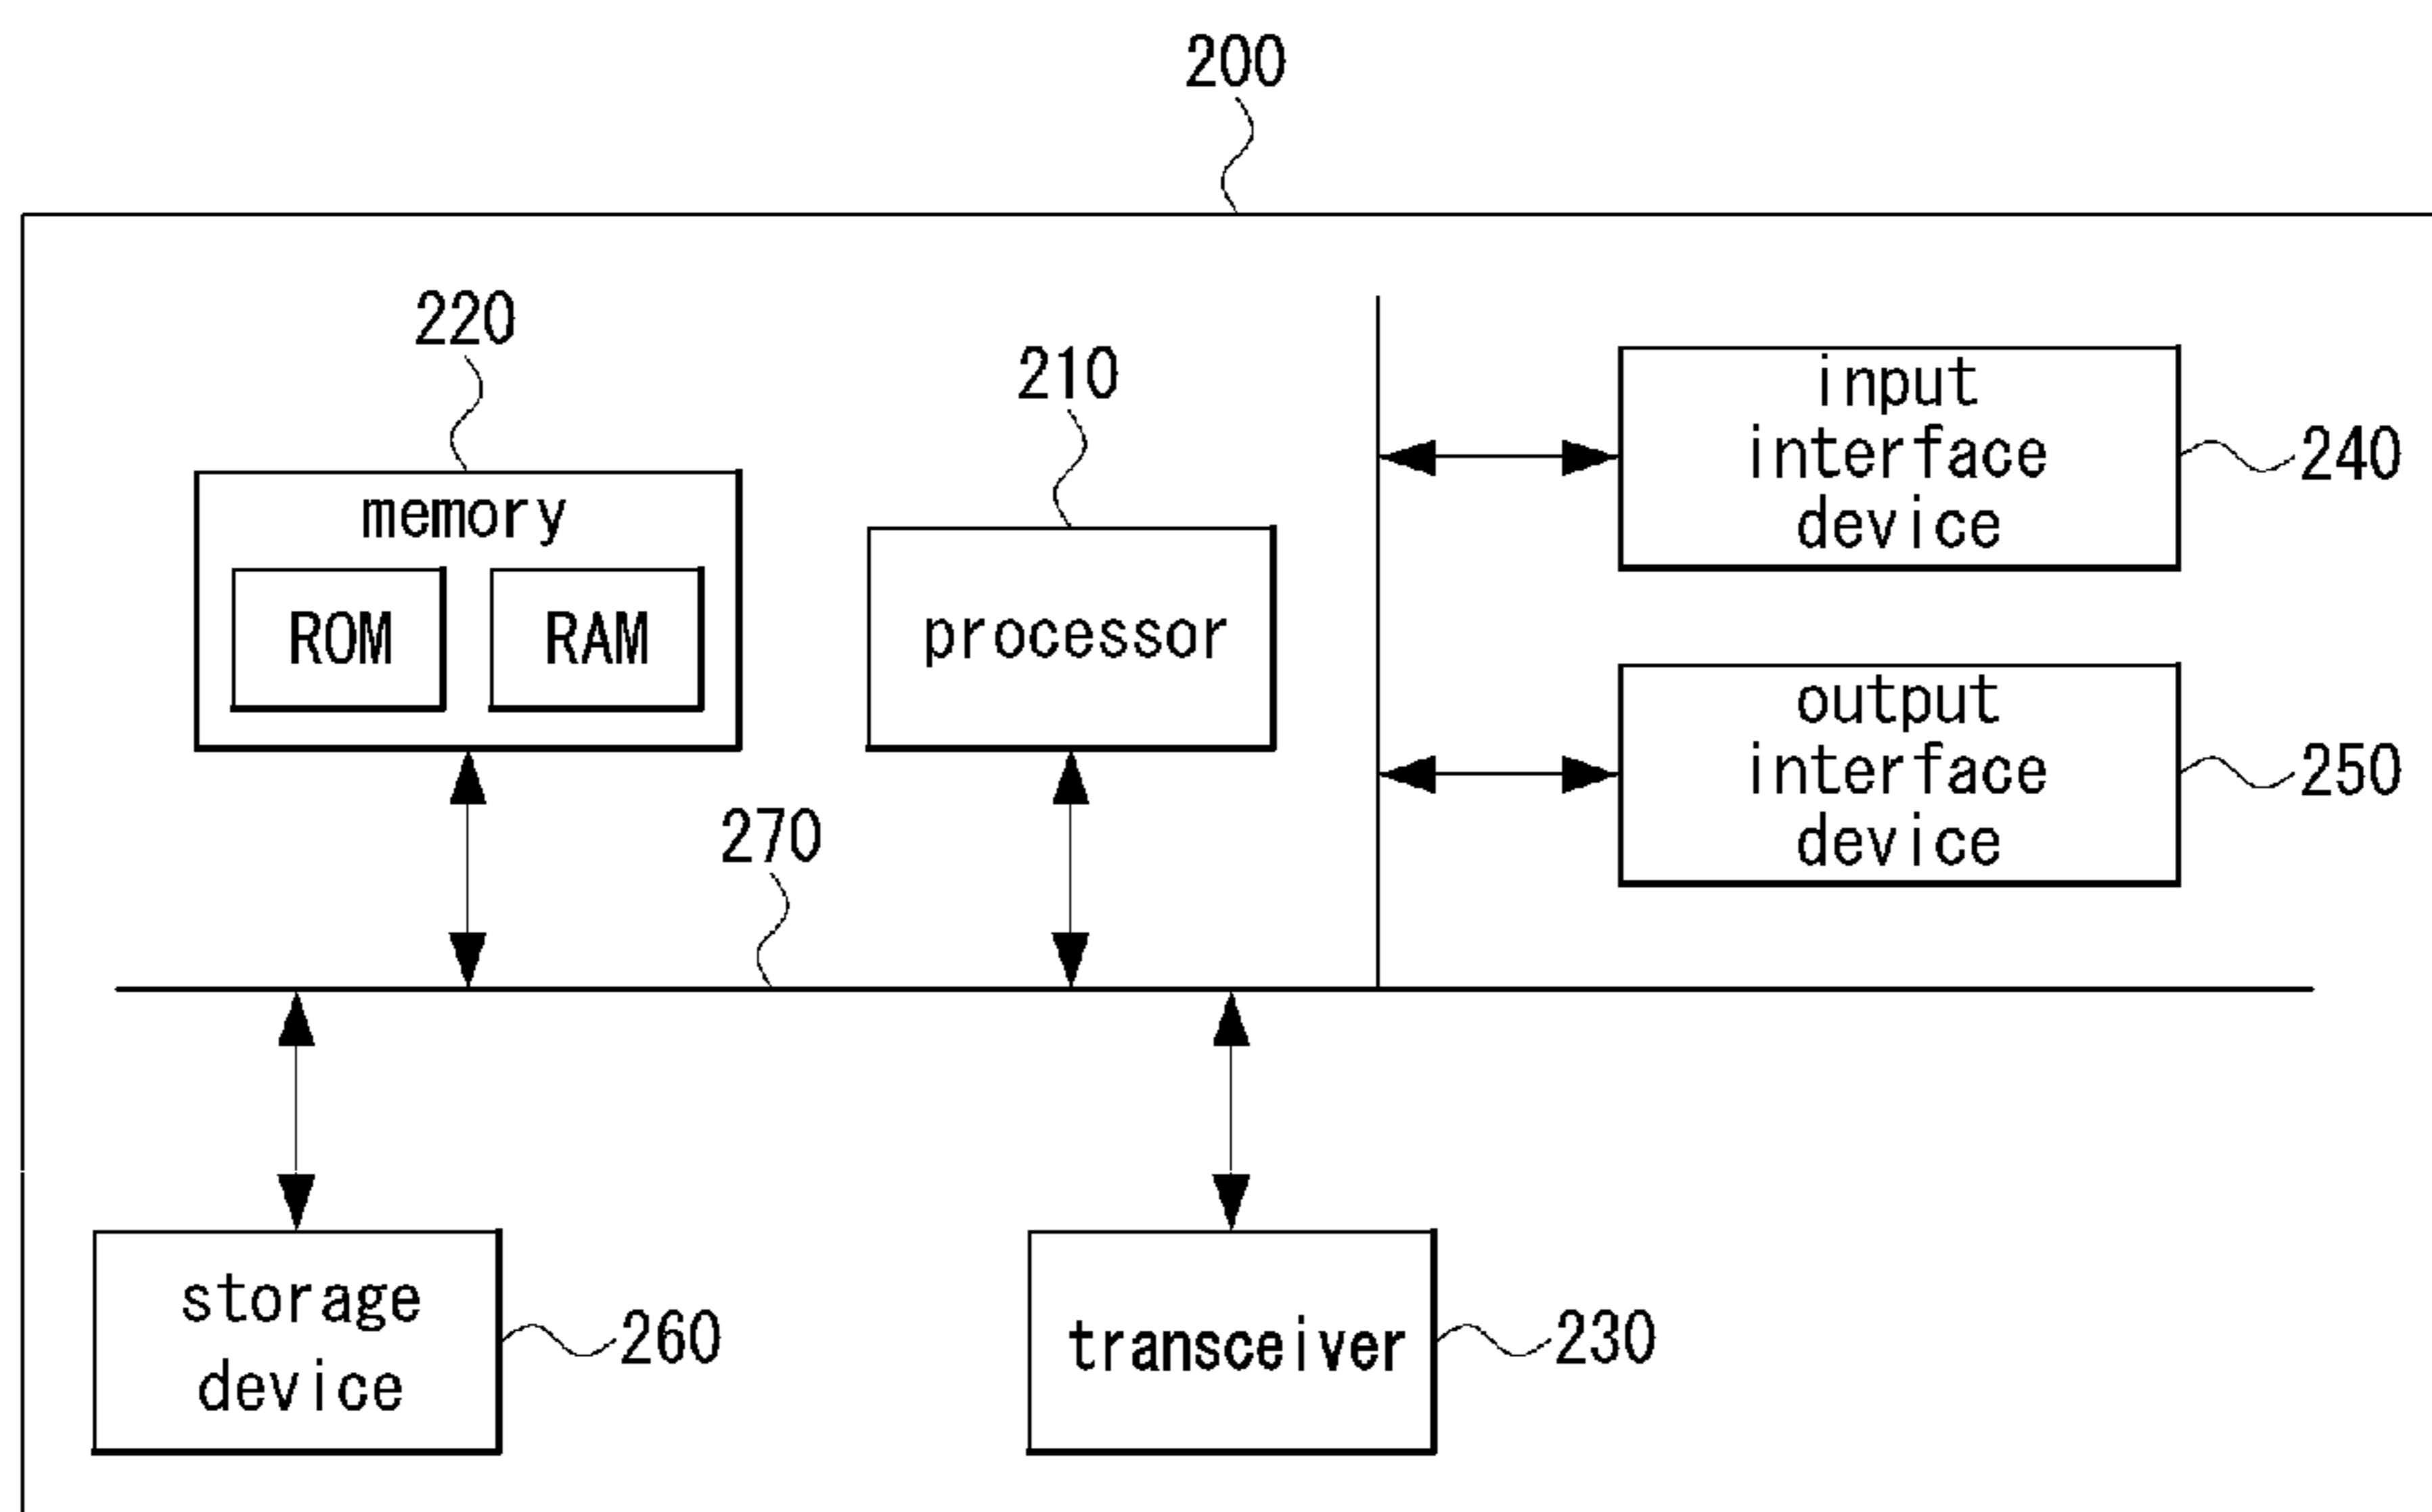 200
220
210
memory
ROM
RAM
processor
input
interface
device
240
output
interface
device
250
270
storage
device
260
transceiver
230